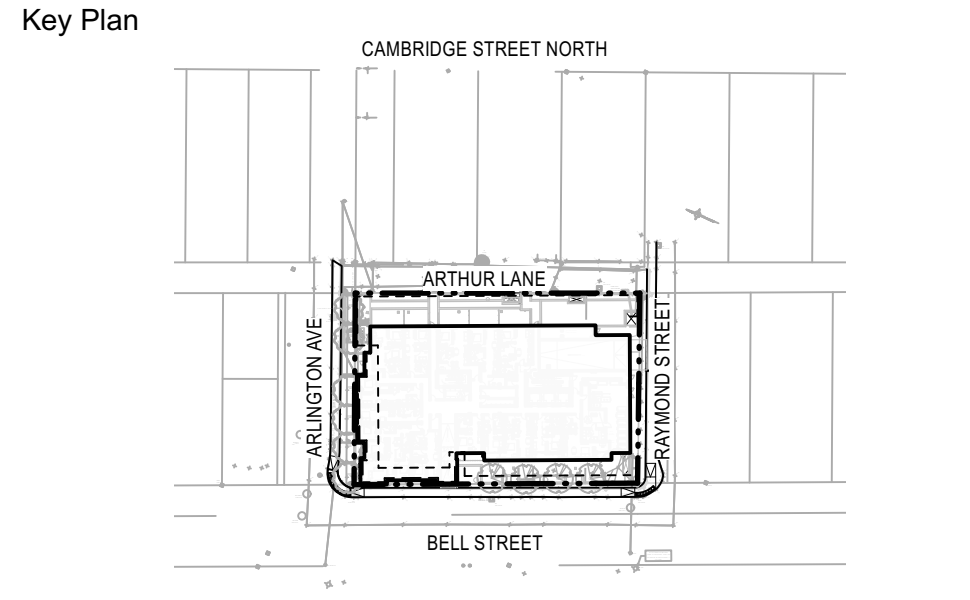 Key Plan
CAMBRIDGE STREET NORTH
ARTHUR LANE
ARLINGTON AVE
RAYMOND STREET
BELL STREET